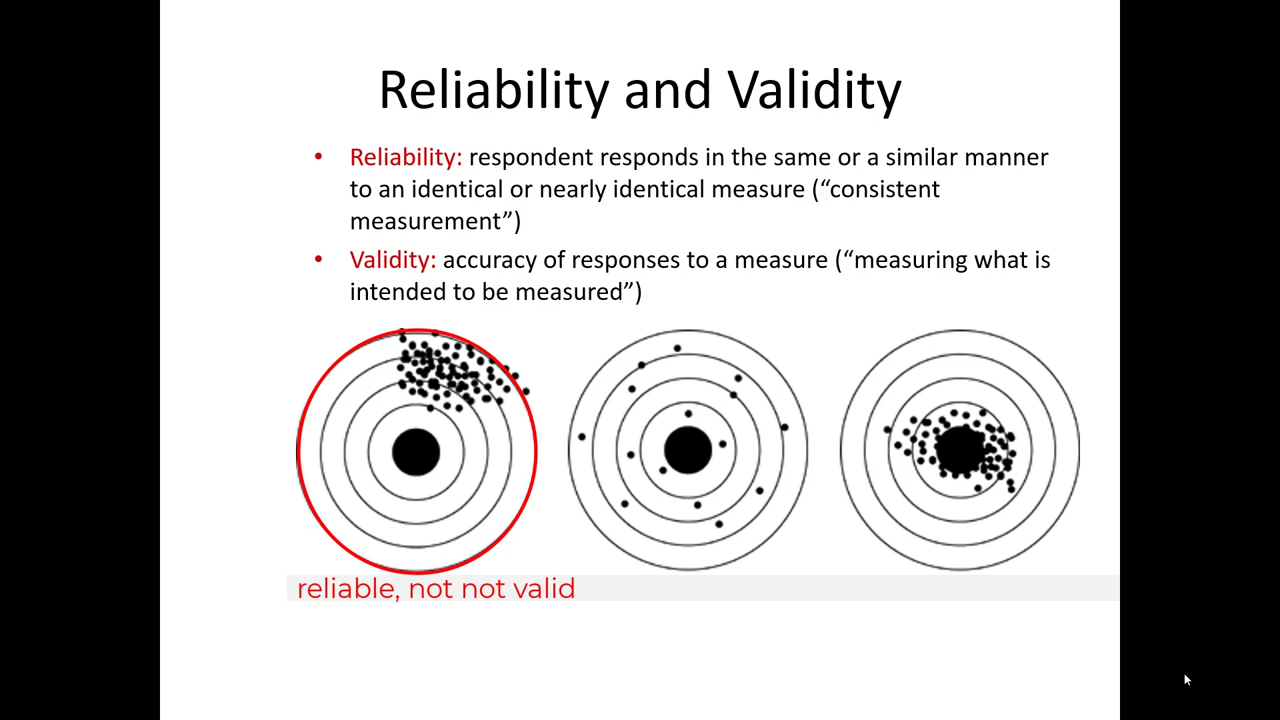 Reliability and Validity
• Reliability: respondent responds in the same or a similar manner
to an identical or nearly identical measure (“consistent
measurement”)
• Validity: accuracy of responses to a measure (“measuring what is
intended to be measured”)
reliable, not not valid